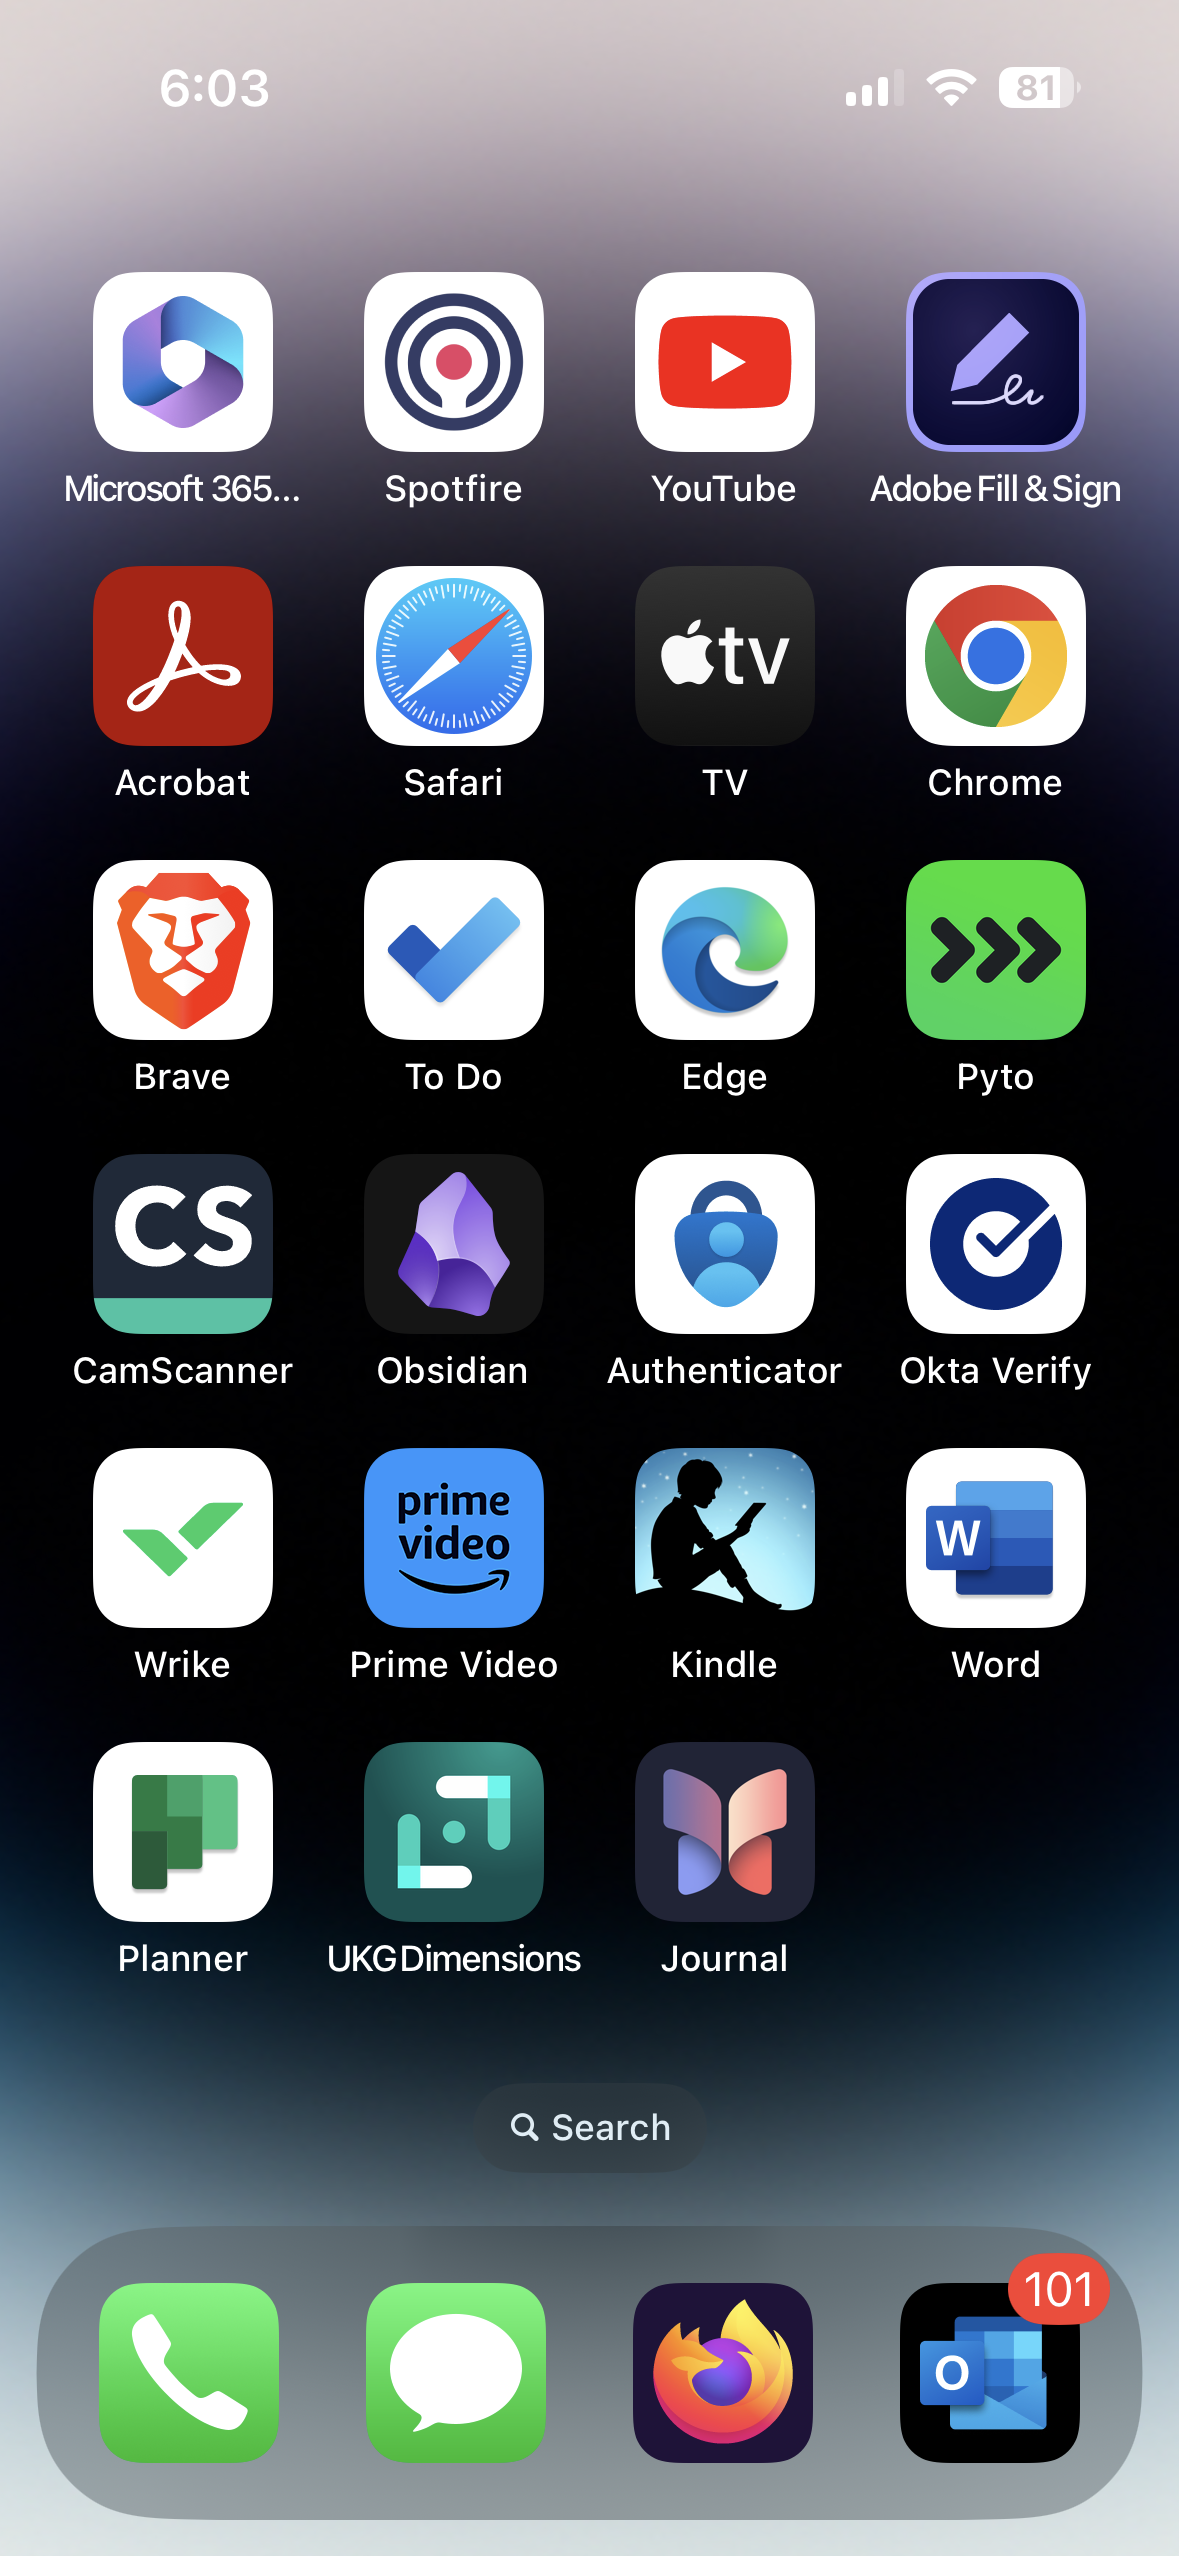 6:03
81
Microsoft 365...
Spotfire
YouTube
Adobe Fill & Sign
tv
Acrobat
Safari
TV
Chrome
Brave
To Do
Edge
Pyto
CS
CamScanner
Obsidian
Authenticator
Okta Verify
prime
video
W
Wrike
Prime Video
Kindle
Word
Planner
UKG Dimensions
Journal
Search
101
O